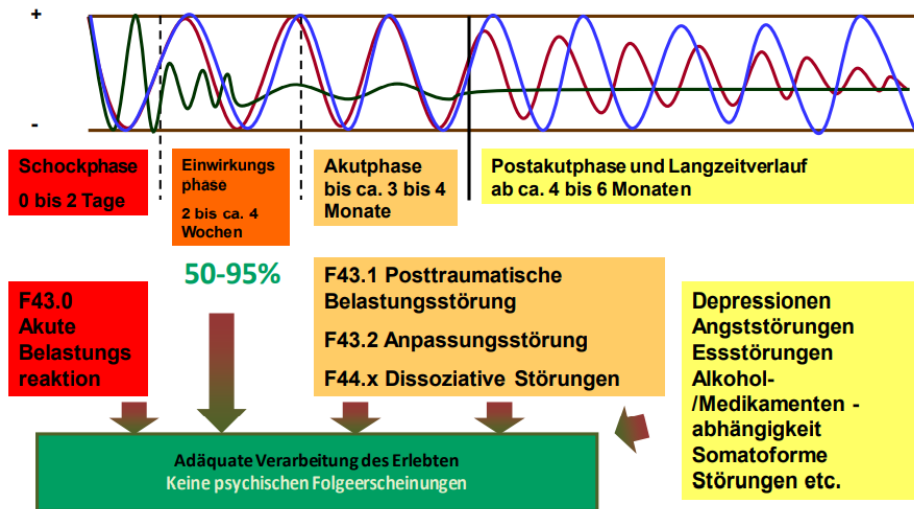 +
-
Schockphase
0 bis 2 Tage
Einwirkungs
phase
2 bis ca. 4
Wochen
Akutphase
bis ca. 3 bis 4
Monate
Postakutphase und Langzeitverlauf
ab ca. 4 bis 6 Monaten
50-95%
F43.0
Akute
Belastungs
reaktion
F43.1 Posttraumatische
Belastungsstörung
F43.2 Anpassungsstörung
F44.x Dissoziative Störungen
Depressionen
Angststörungen
Essstörungen
Alkohol-
/Medikamenten -
abhängigkeit
Somatoforme
Störungen etc.
Adäquate Verarbeitung des Erlebten
Keine psychischen Folgeerscheinungen